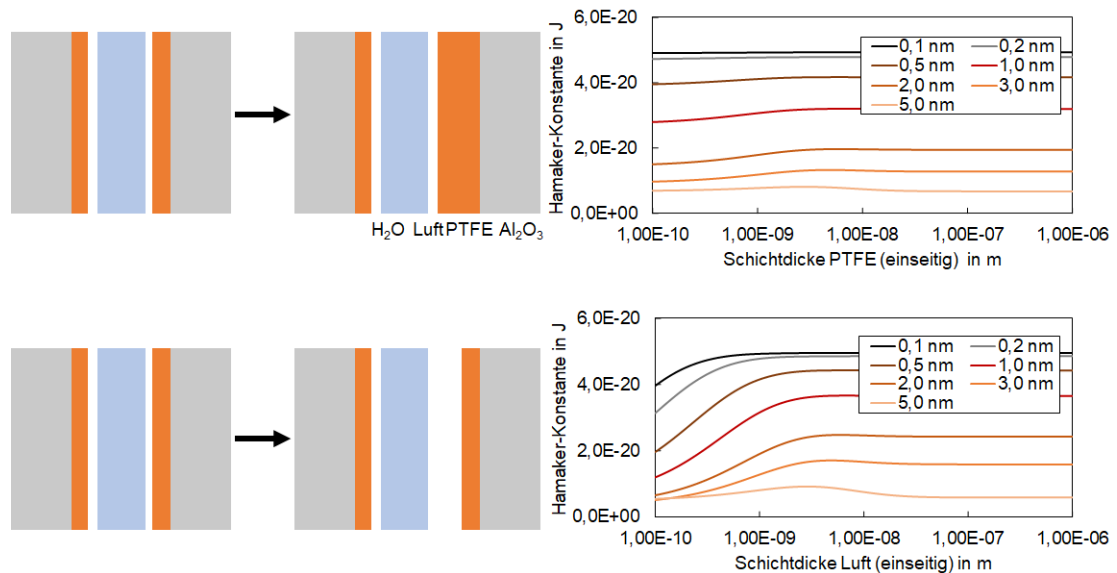 6,0E-20
4,0E-20
2,0E-20
0,0E+00
Hamaker-Konstante in J
0,1 nm 0,2 nm
0,5 nm 1,0 nm
2,0 nm 3,0 nm
5,0 nm
1,00E-10 1,00E-09 1,00E-08 1,00E-07 1,00E-06
Schichtdicke PTFE (einseitig) in m
H₂O Luft PTFE Al₂O₃
6,0E-20
4,0E-20
2,0E-20
0,0E+00
Hamaker-Konstante in J
0,1 nm 0,2 nm
0,5 nm 1,0 nm
2,0 nm 3,0 nm
5,0 nm
1,00E-10 1,00E-09 1,00E-08 1,00E-07 1,00E-06
Schichtdicke Luft (einseitig) in m